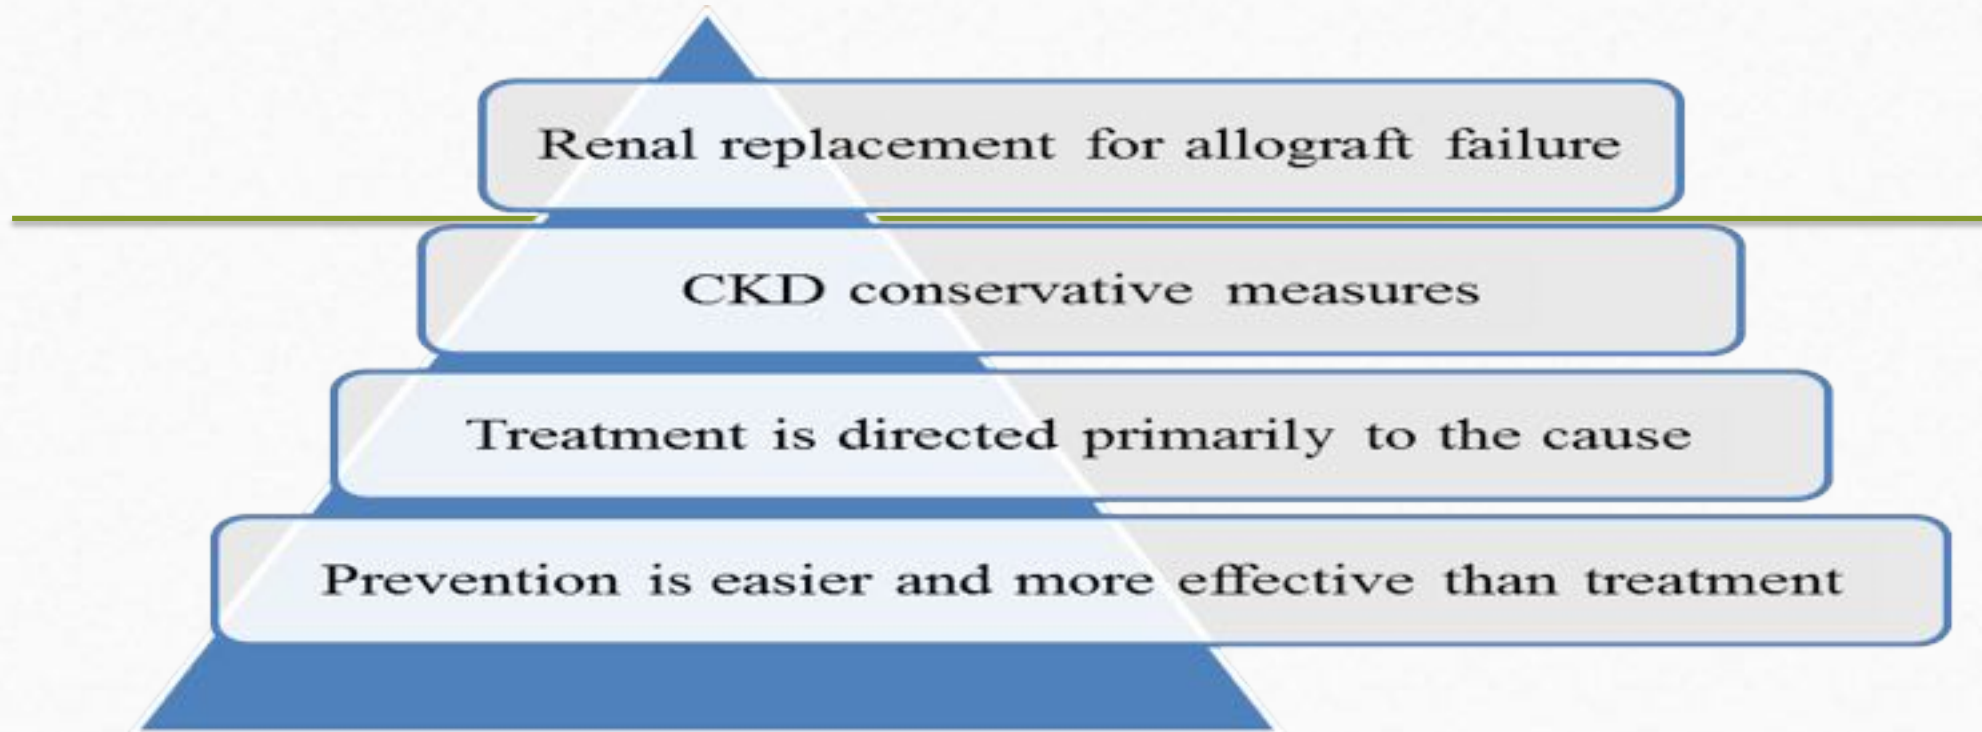 Renal replacement for allograft failure
CKD conservative measures
Treatment is directed primarily to the cause
Prevention is easier and more effective than treatment